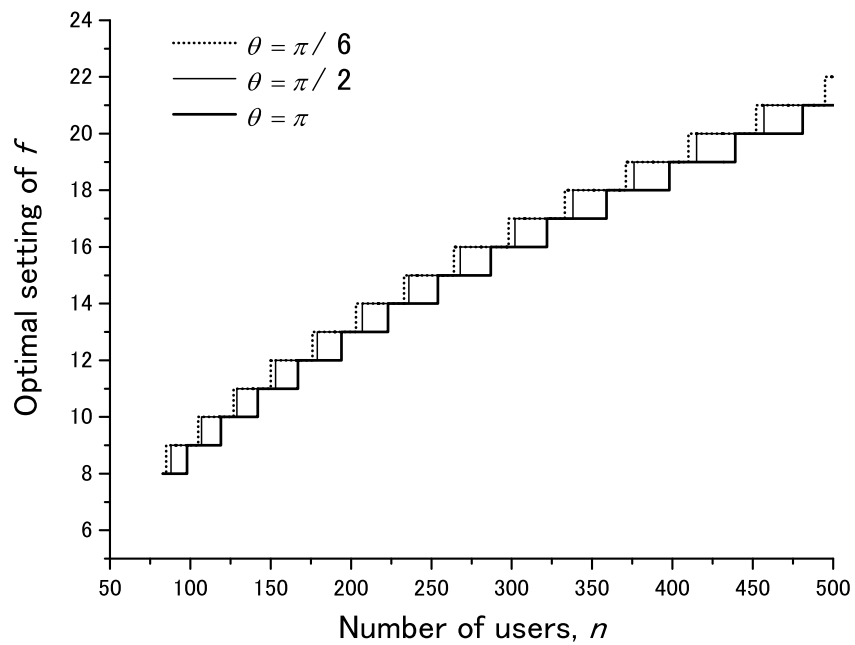 24
22
20
18
16
14
12
10
8
6
Optimal setting of f
θ = π / 6
θ = π / 2
θ = π
50 100 150 200 250 300 350 400 450 500
Number of users, n